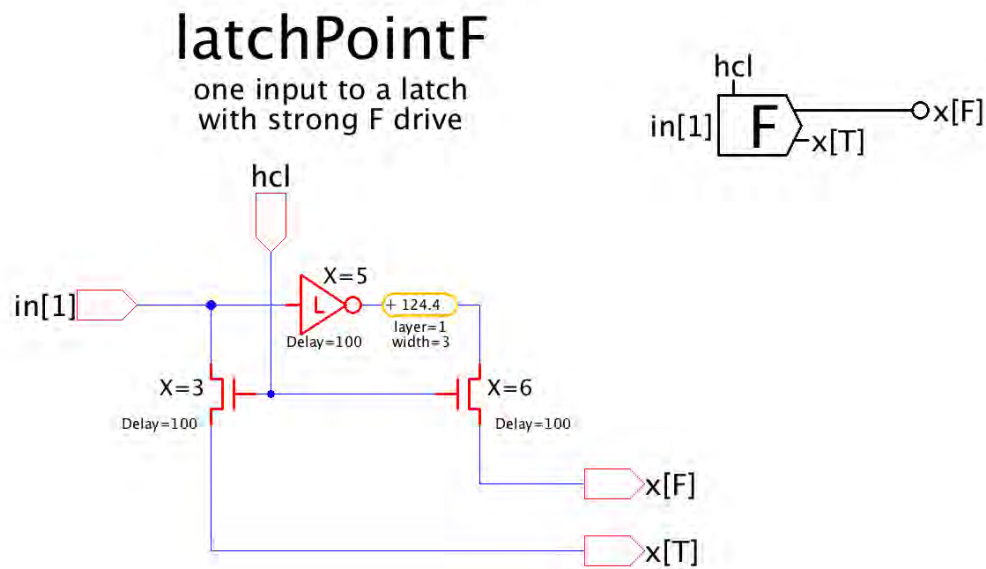 latchPointF
one input to a latch
with strong F drive
hcl
in[1]
F
x[F]
x[T]
hcl
in[1]
X=5
L
+ 124.4
Delay=100
layer=1
width=3
X=3
X=6
Delay=100
Delay=100
x[F]
x[T]